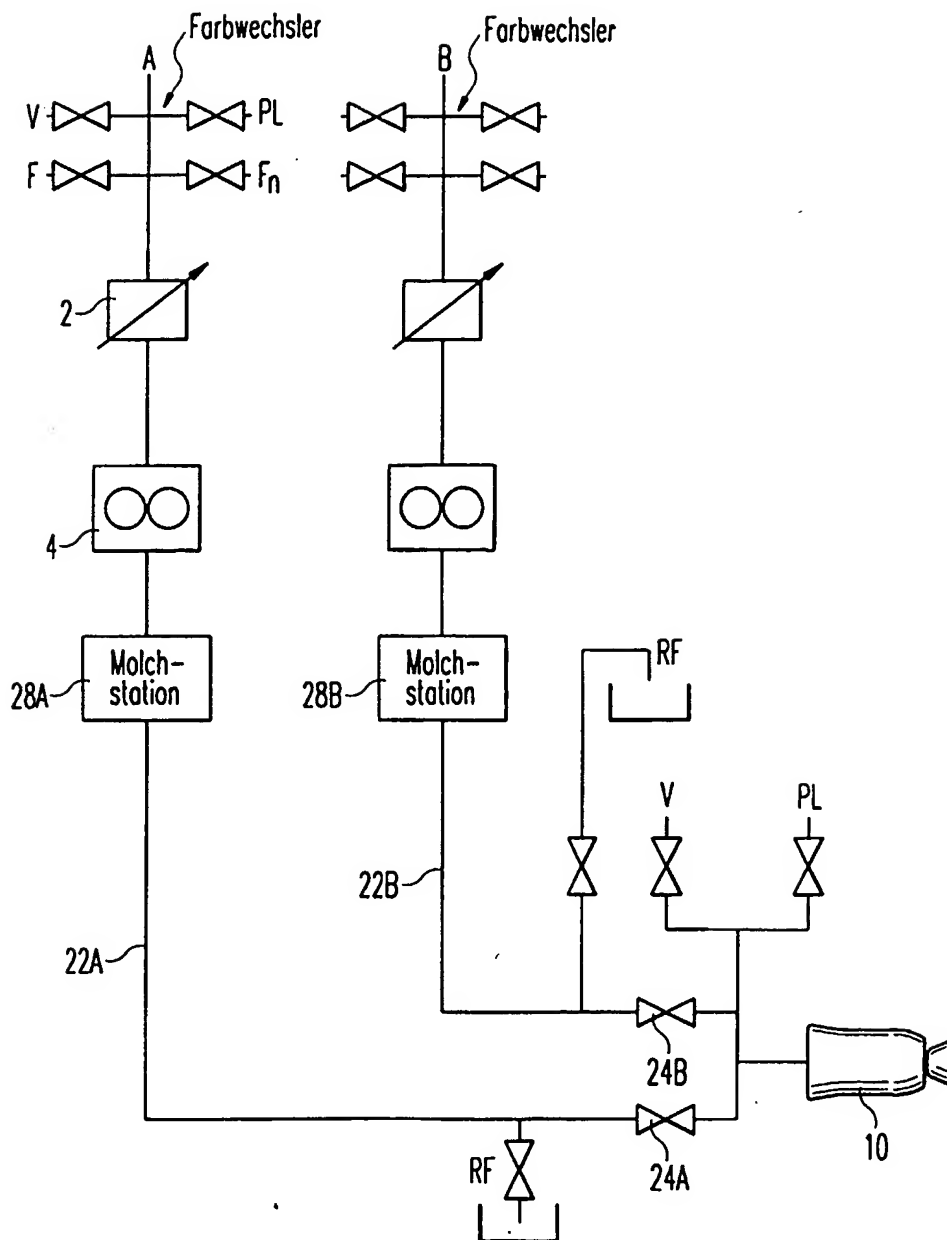 Farbwechsler
Farbwechsler
A
B
V
PL
F
Fn
2
4
Molch-
station
28A
Molch-
station
28B
RF
V
PL
22B
22A
24B
10
24A
RF